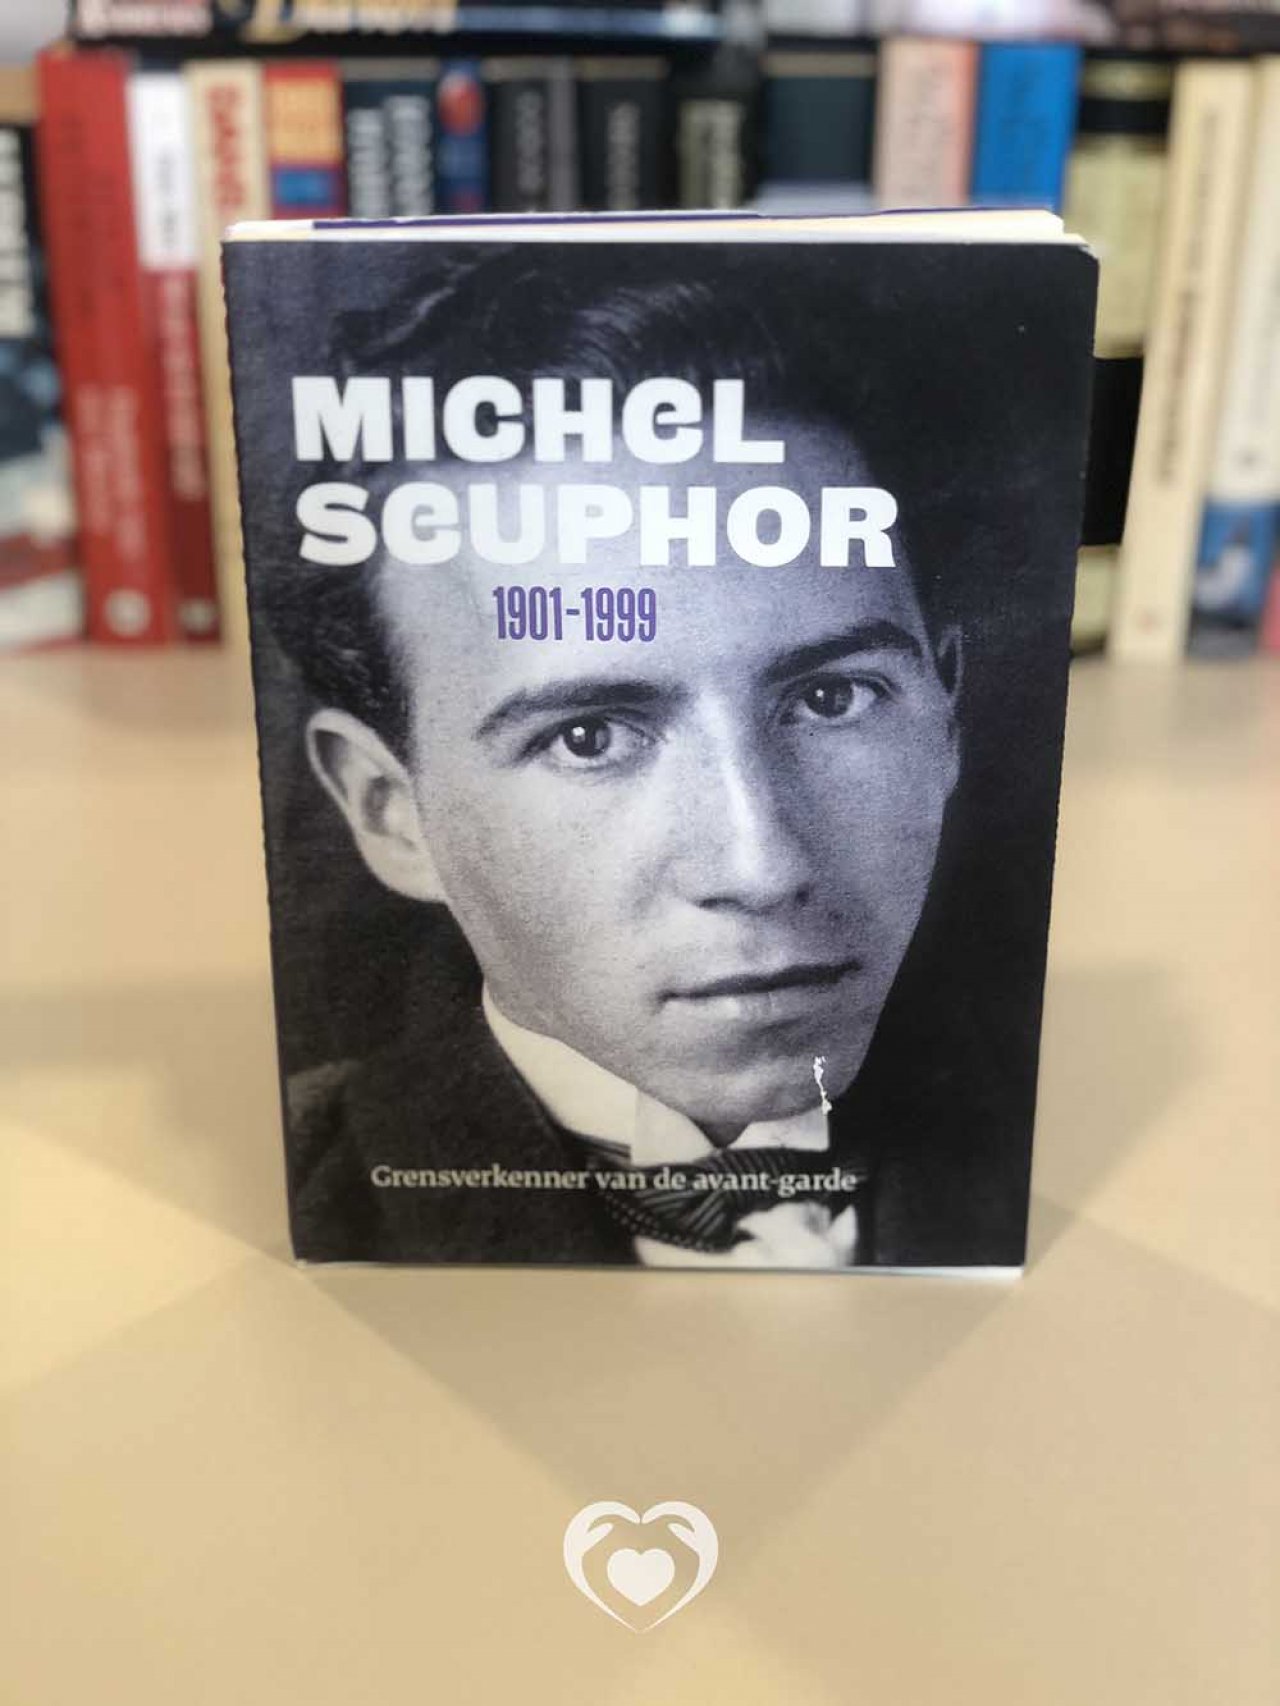 MICHEL
SEUPHOR
1901-1999
Grensverkenner van de avant-garde